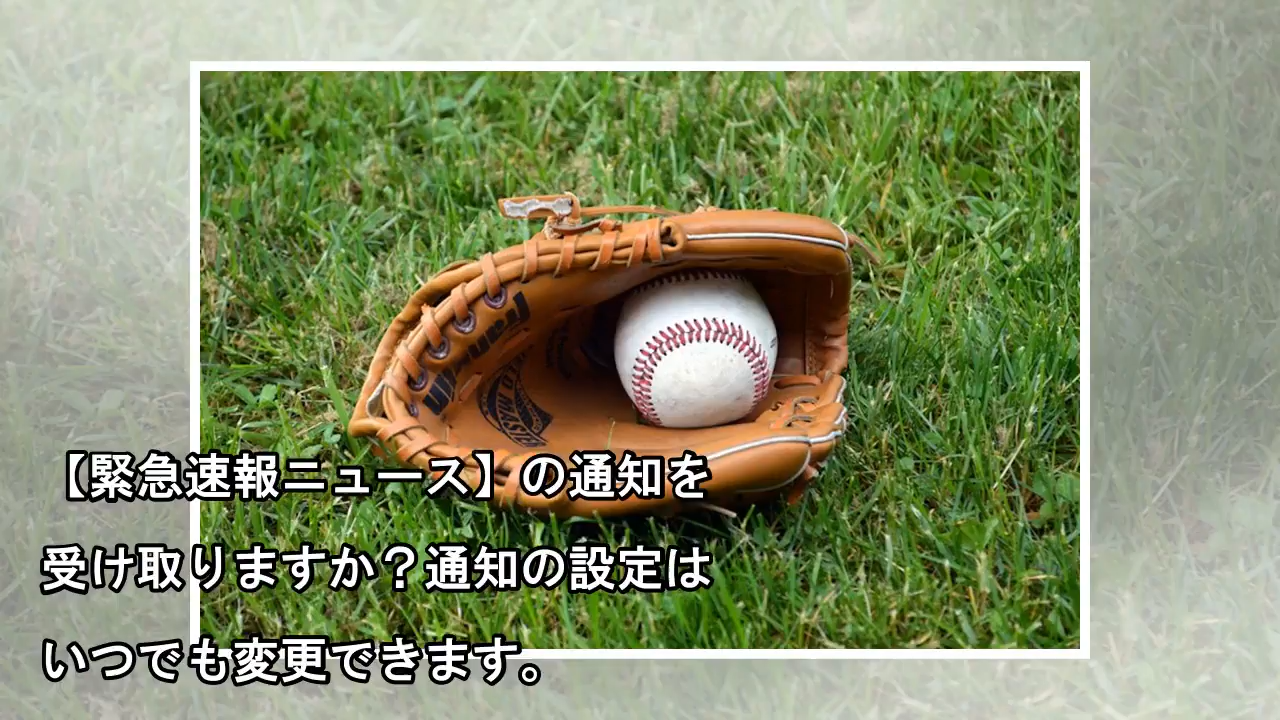 【緊急速報ニュース】の通知を
受け取りますか？通知の設定は
いつでも変更できます。